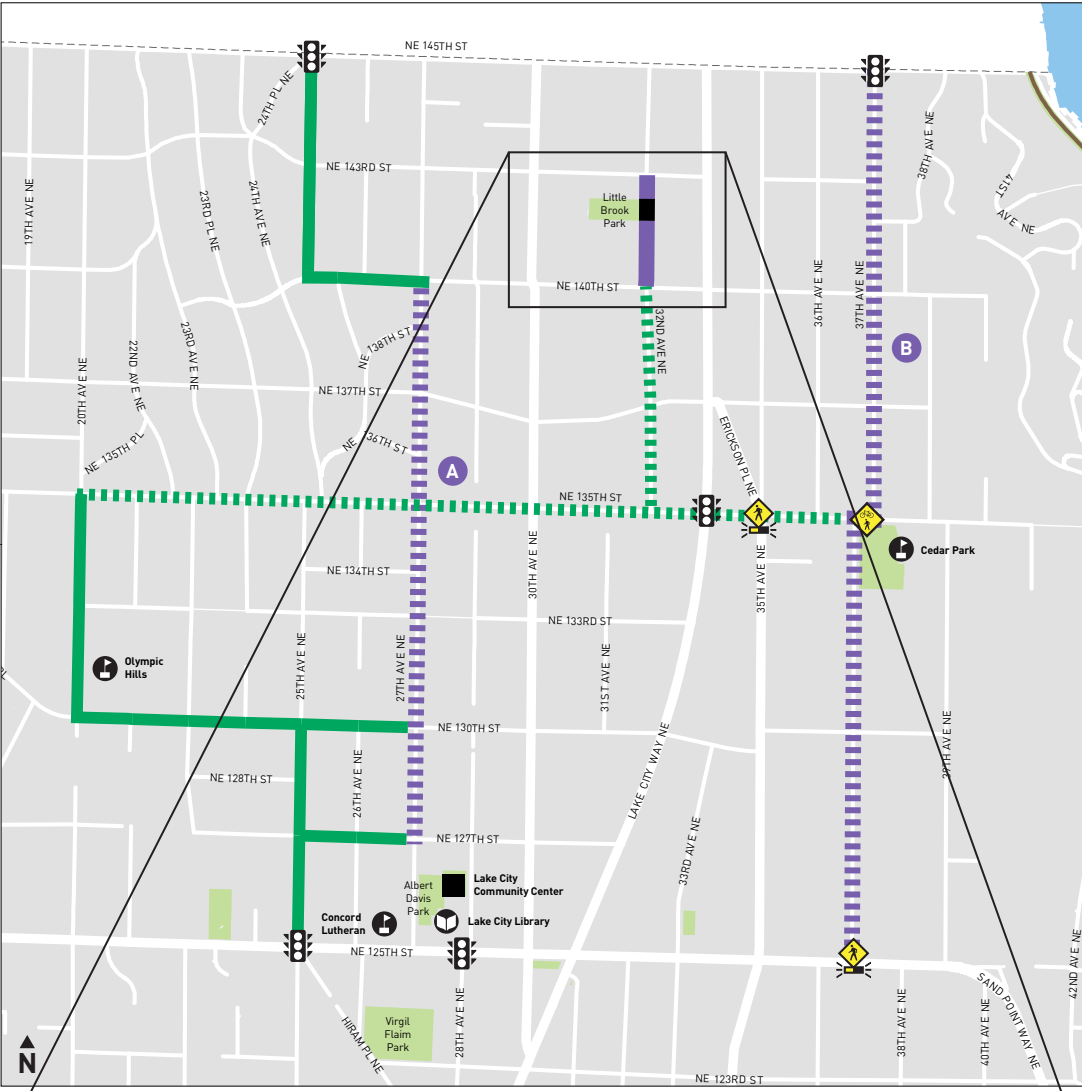 NE 145TH ST
24TH PL NE
38TH AVE NE
NE 143RD ST
41ST
AVE NE
19TH AVE NE
23RD PL NE
24TH AVE NE
Little
Brook
Park
36TH AVE NE
37TH AVE NE
NE 140TH ST
32ND AVE NE
NE 138TH ST
B
23RD AVE NE
22ND AVE NE
20TH AVE NE
NE 137TH ST
NE 136TH ST
NE 135TH PL
ERICKSON PL NE
A
NE 135TH ST
30TH AVE NE
35TH AVE NE
Cedar Park
NE 134TH ST
NE 133RD ST
Olympic
Hills
25TH AVE NE
27TH AVE NE
31ST AVE NE
PL
NE 130TH ST
39TH AVE NE
26TH AVE NE
NE 128TH ST
LAKE CITY WAY NE
NE 127TH ST
33RD AVE NE
Albert
Davis
Park
Lake City
Community Center
Concord
Lutheran
Lake City Library
NE 125TH ST
42ND AVE NE
SAND POINT WAY NE
28TH AVE NE
38TH AVE NE
40TH AVE NE
HIRAM PL NE
Virgil
Flaim
Park
N
NE 123RD ST